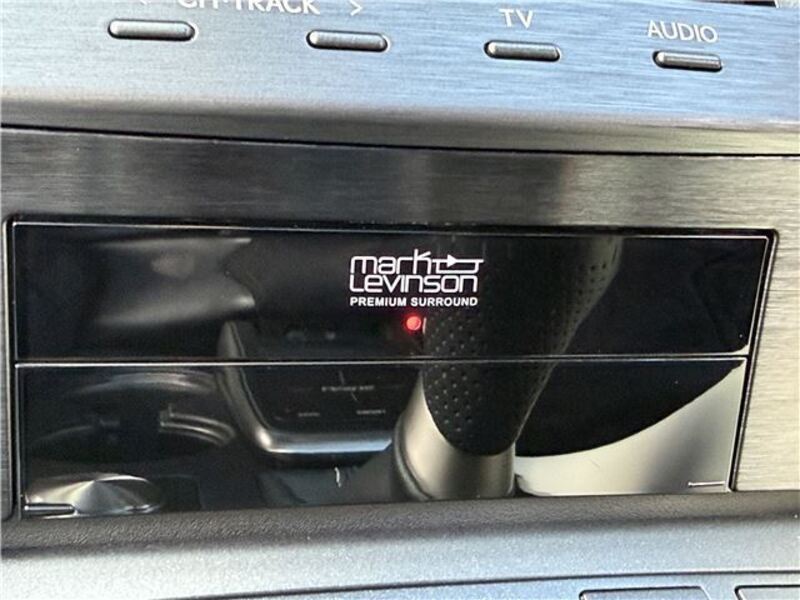 CH·TRACK >
TV
AUDIO
mark
Levinson
PREMIUM SURROUND